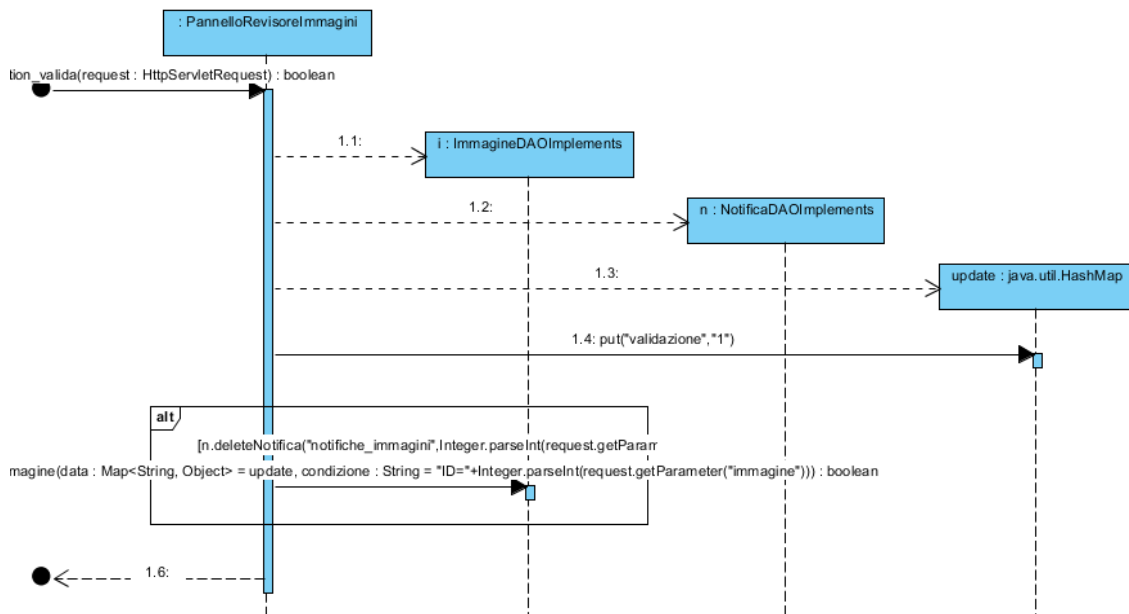 : PannelloRevisoreImmagini
tion_valida(request : HttpServletRequest) : boolean
1.1:
i : ImmagineDAOImplements
1.2:
n : NotificaDAOImplements
1.3:
update : java.util.HashMap
1.4: put("validazione","1")
alt
[n.deleteNotifica("notifiche_immagini",Integer.parseInt(request.getParam
magine(data : Map<String, Object> = update, condizione : String = "ID="+Integer.parseInt(request.getParameter("immagine"))) : boolean
1.6: